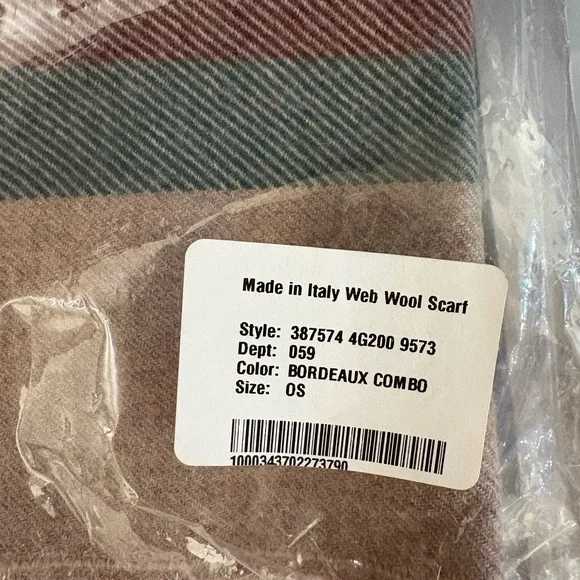 Made in Italy Web Wool Scarf
Style: 387574 4G200 9573
Dept: 059
Color: BORDEAUX COMBO
Size: OS
1000343702273790